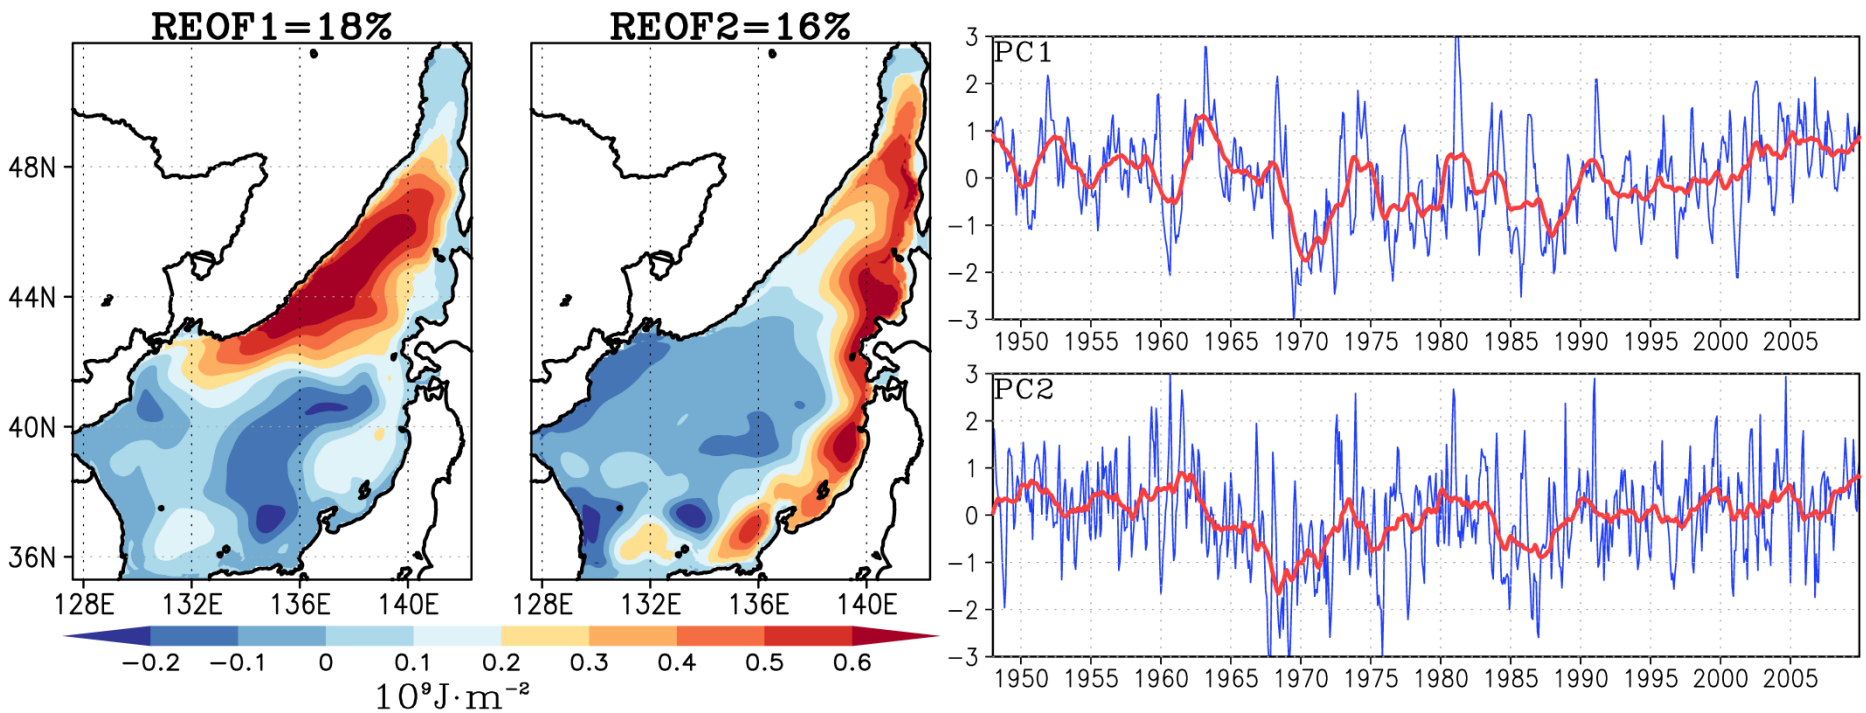 REOF1=18%
48N
44N
40N
36N
128E 132E 136E 140E
REOF2=16%
128E 132E 136E 140E
−0.2 −0.1 0 0.1 0.2 0.3 0.4 0.5 0.6
10⁹J·m⁻²
PC1
3
2
1
0
−1
−2
−3
1950 1955 1960 1965 1970 1975 1980 1985 1990 1995 2000 2005
PC2
3
2
1
0
−1
−2
−3
1950 1955 1960 1965 1970 1975 1980 1985 1990 1995 2000 2005